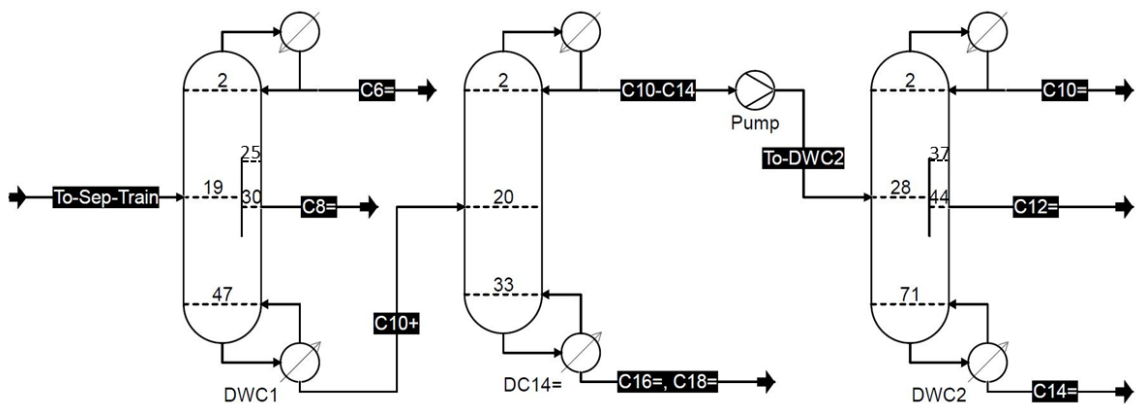 2
C6=
25
To-Sep-Train
19
30
C8=
47
C10+
DWC1
2
C10-C14
Pump
20
33
DC14=
C16=, C18=
To-DWC2
2
C10=
37
28
44
C12=
71
DWC2
C14=